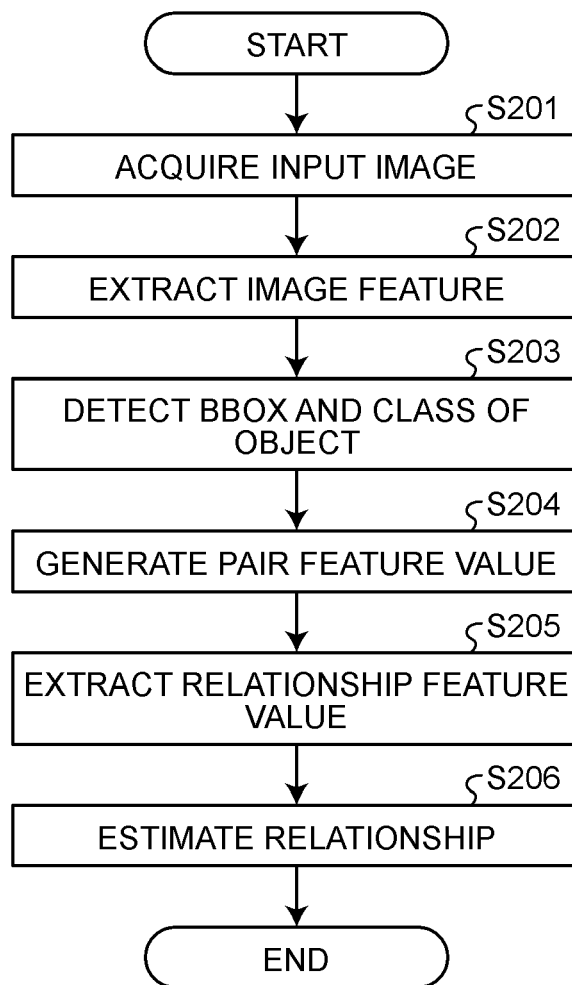 START
S201
ACQUIRE INPUT IMAGE
S202
EXTRACT IMAGE FEATURE
S203
DETECT BBOX AND CLASS OF
OBJECT
S204
GENERATE PAIR FEATURE VALUE
S205
EXTRACT RELATIONSHIP FEATURE
VALUE
S206
ESTIMATE RELATIONSHIP
END